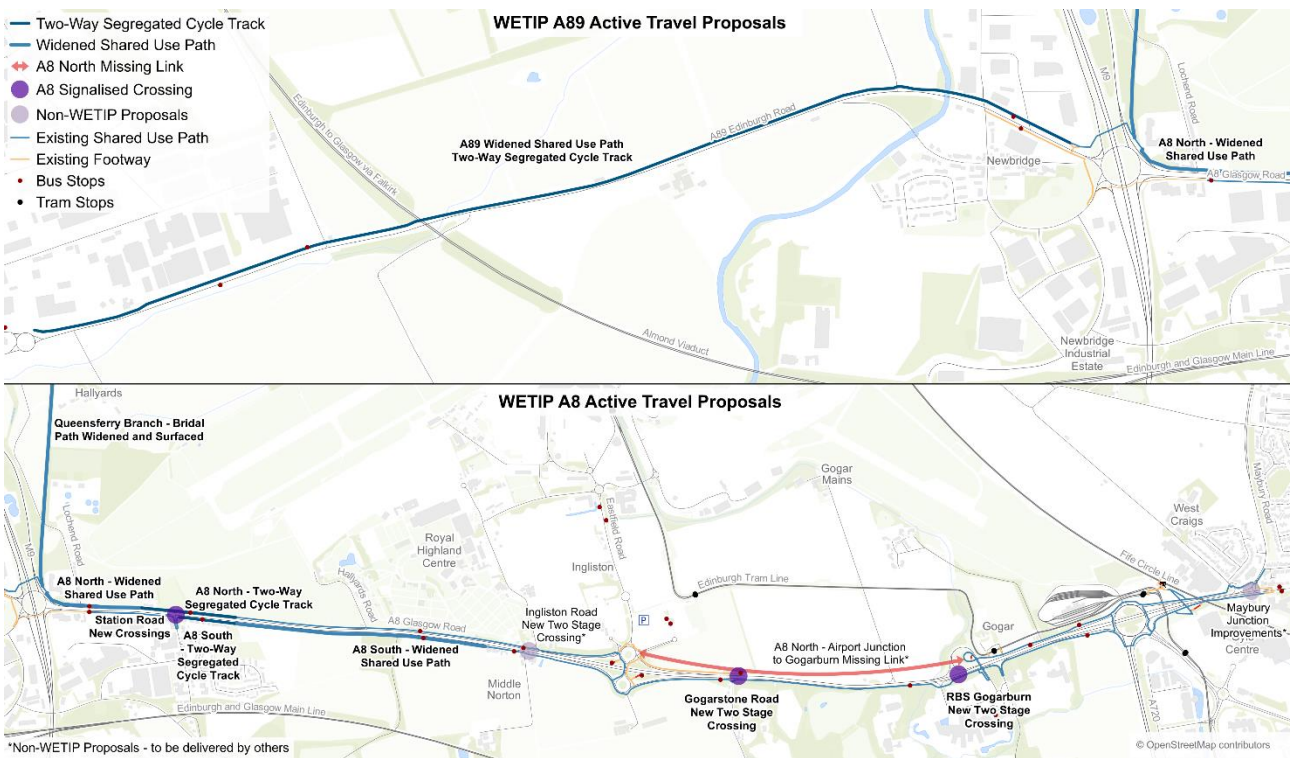 WETIP A89 Active Travel Proposals
Two-Way Segregated Cycle Track
Widened Shared Use Path
A8 North Missing Link
A8 Signalised Crossing
Non-WETIP Proposals
Existing Shared Use Path
Existing Footway
Bus Stops
Tram Stops
Edinburgh to Glasgow via Falkirk
A89 Widened Shared Use Path
Two-Way Segregated Cycle Track
A89 Edinburgh Road
M9
Lochend Road
Newbridge
A8 North - Widened
Shared Use Path
A8 Glasgow Road
Almond Viaduct
Newbridge
Industrial
Estate
Edinburgh and Glasgow Main Line
WETIP A8 Active Travel Proposals
Hallyards
Queensferry Branch - Bridal
Path Widened and Surfaced
M9
Lochend Road
A8 North - Widened
Shared Use Path
Station Road
New Crossings
A8 North - Two-Way
Segregated Cycle Track
A8 South
- Two-Way
Segregated
Cycle Track
Royal
Highland
Centre
Hallyards Road
A8 Glasgow Road
A8 South - Widened
Shared Use Path
Ingliston Road
New Two Stage
Crossing*
Middle
Norton
Eastfield Road
Ingliston
P
Gogar
Mains
Edinburgh Tram Line
A8 North - Airport Junction
to Gogarburn Missing Link*
Gogarstone Road
New Two Stage
Crossing
Gogar
RBS Gogarburn
New Two Stage
Crossing
West
Craigs
Maybury Road
Fife Circle Line
Maybury
Junction
Improvements*
Centre
A720
Edinburgh and Glasgow Main Line
*Non-WETIP Proposals - to be delivered by others
© OpenStreetMap contributors